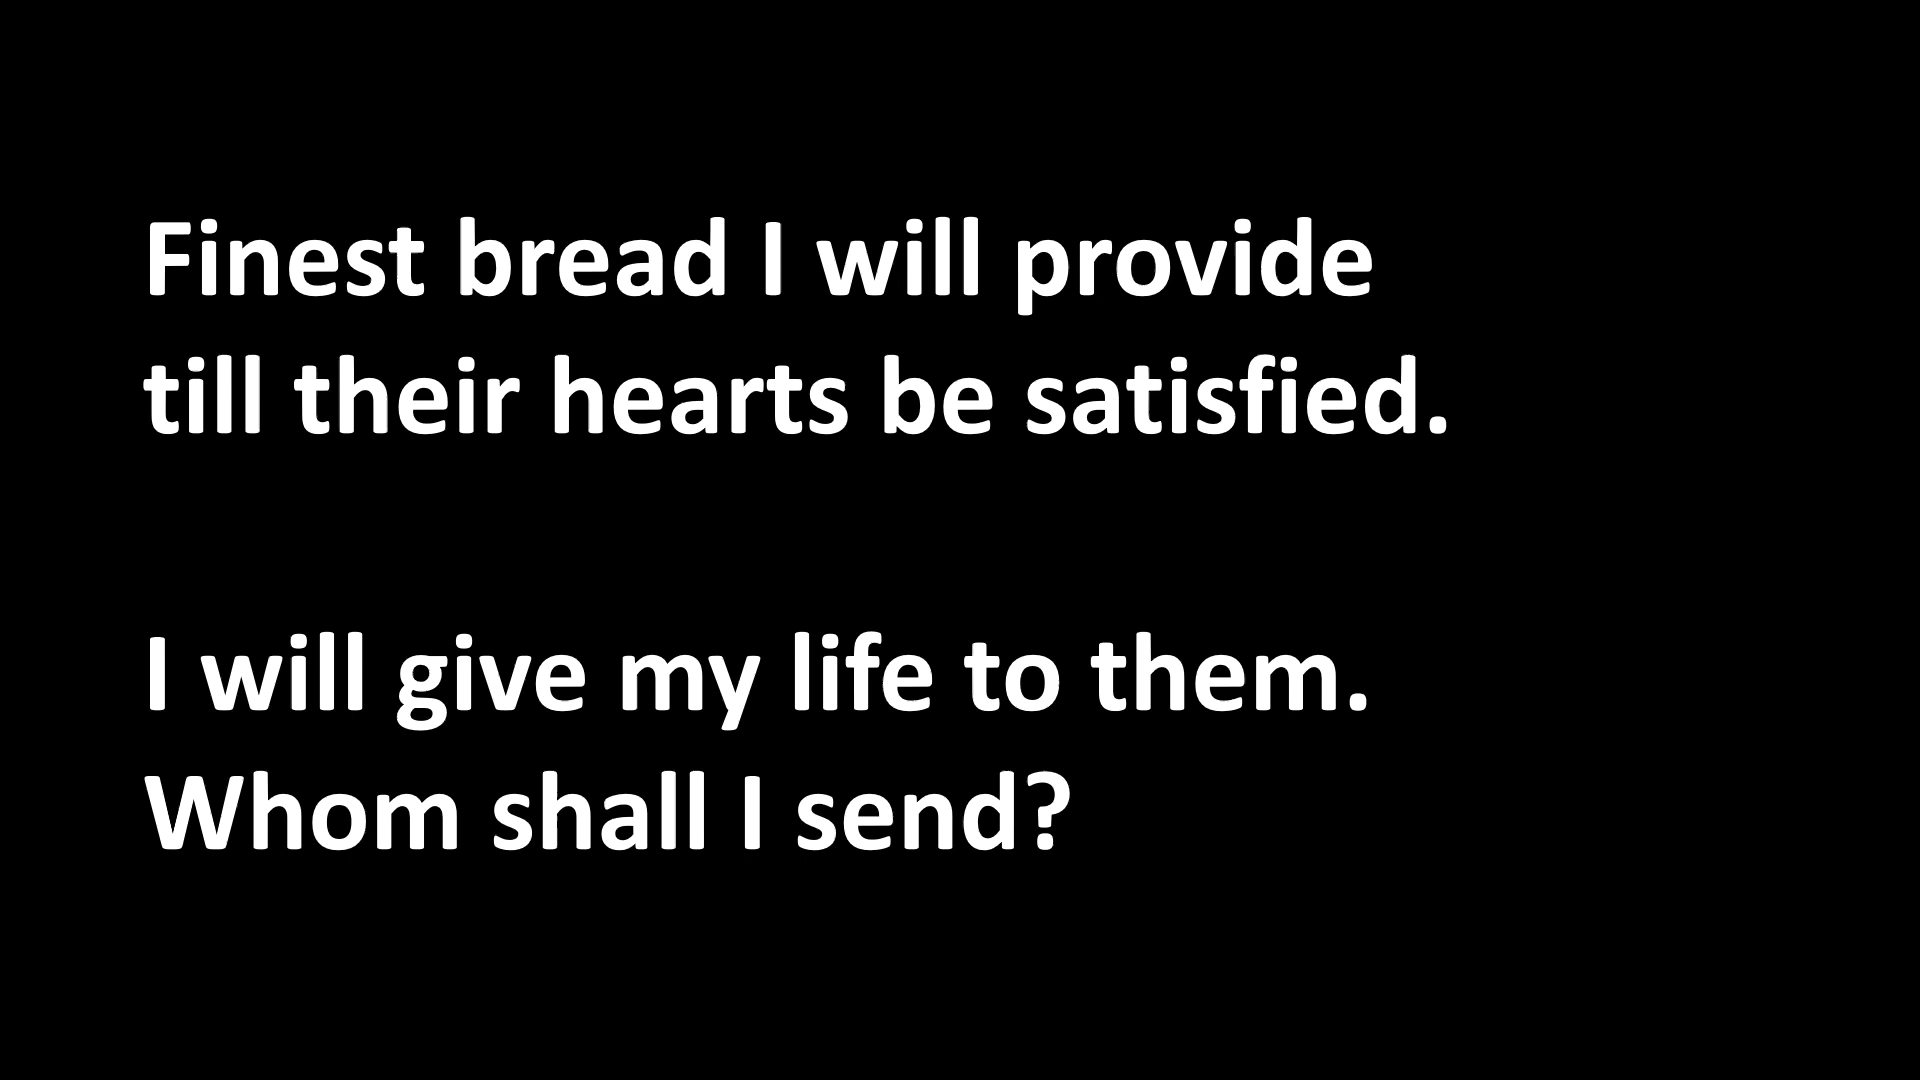 Finest bread I will provide
till their hearts be satisfied.
I will give my life to them.
Whom shall I send?